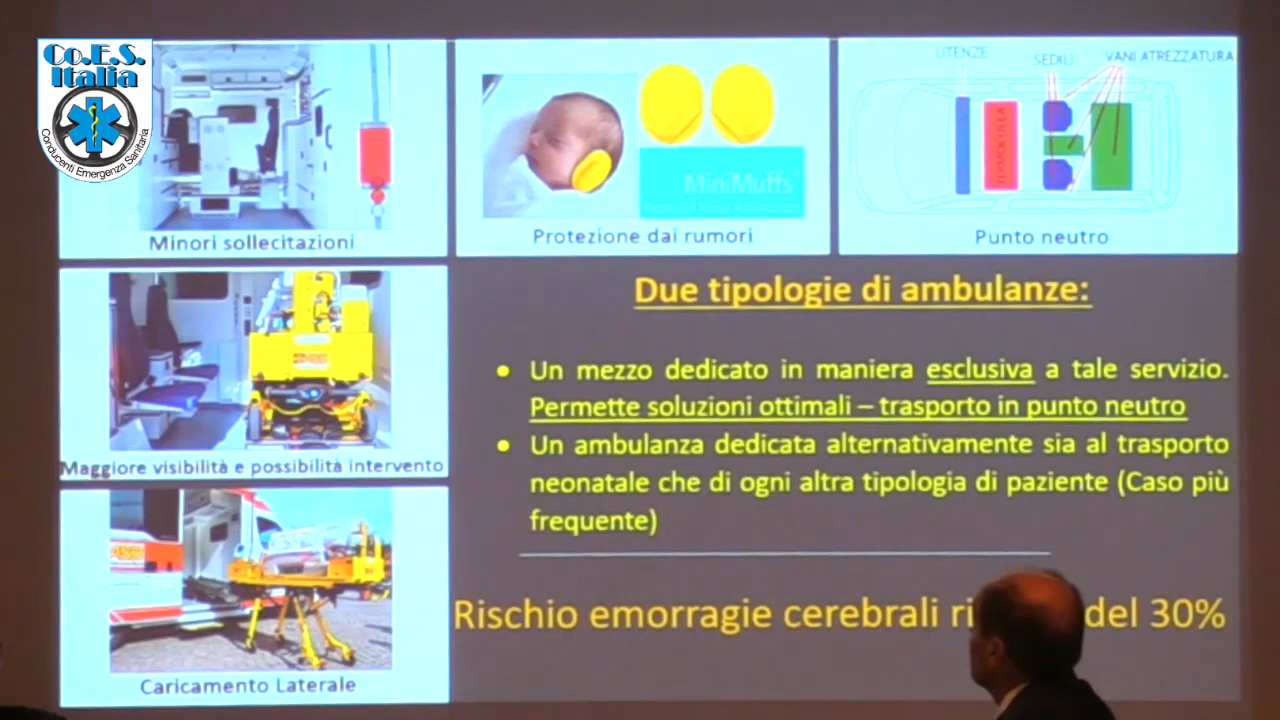 Co.E.S.
Italia
Conducenti Emergenza Sanitaria
Minori sollecitazioni
MiniMuffs
Protezione dai rumori
UTENZE
SEDILI
VANI ATREZZATURA
TERMOCULLA
Punto neutro
Maggiore visibilità e possibilità intervento
Caricamento Laterale
Due tipologie di ambulanze:
• Un mezzo dedicato in maniera esclusiva a tale servizio.
Permette soluzioni ottimali – trasporto in punto neutro
• Un ambulanza dedicata alternativamente sia al trasporto
neonatale che di ogni altra tipologia di paziente (Caso più
frequente)
Rischio emorragie cerebrali del 30%